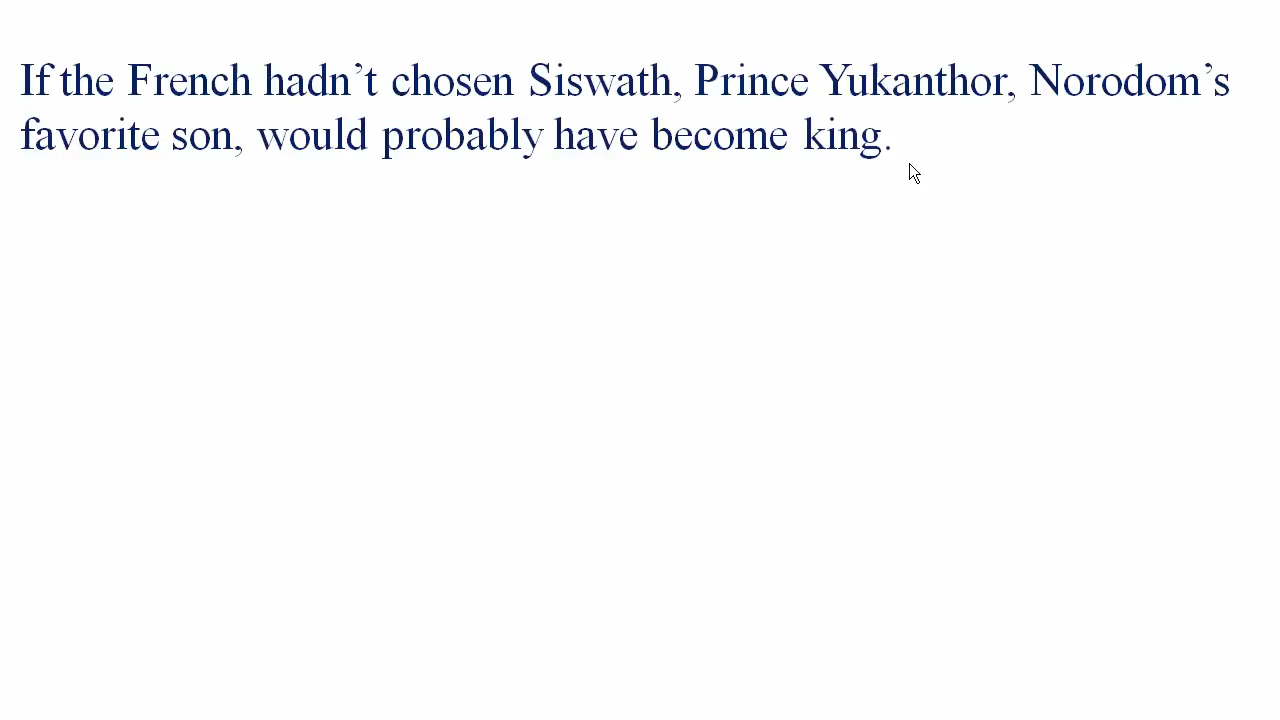 If the French hadn’t chosen Siswath, Prince Yukanthor, Norodom’s
favorite son, would probably have become king.